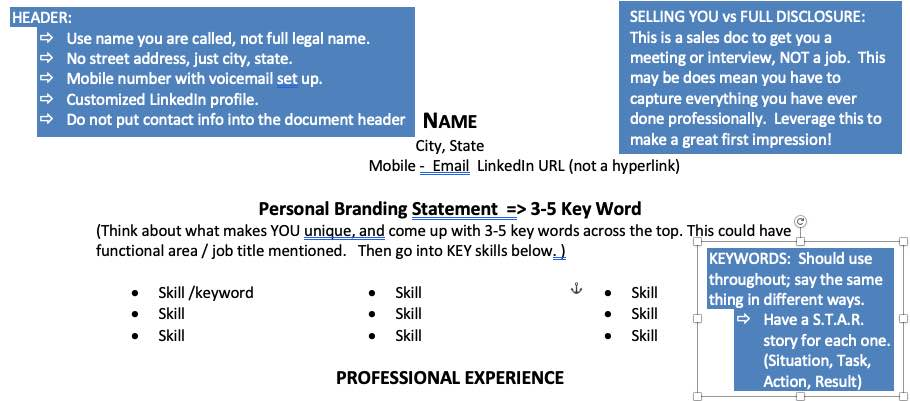 HEADER:
⇨ Use name you are called, not full legal name.
⇨ No street address, just city, state.
⇨ Mobile number with voicemail set up.
⇨ Customized LinkedIn profile.
⇨ Do not put contact info into the document header
SELLING YOU vs FULL DISCLOSURE:
This is a sales doc to get you a
meeting or interview, NOT a job.  This
may be does mean you have to
capture everything you have ever
done professionally.  Leverage this to
make a great first impression!
NAME
City, State
Mobile -  Email  LinkedIn URL (not a hyperlink)
Personal Branding Statement  => 3-5 Key Word
(Think about what makes YOU unique, and come up with 3-5 key words across the top. This could have
functional area / job title mentioned.   Then go into KEY skills below. )
KEYWORDS:  Should use
throughout; say the same
thing in different ways.
⇨ Have a S.T.A.R.
story for each one.
(Situation, Task,
Action, Result)
• Skill /keyword • Skill • Skill
• Skill • Skill • Skill
• Skill • Skill • Skill
PROFESSIONAL EXPERIENCE